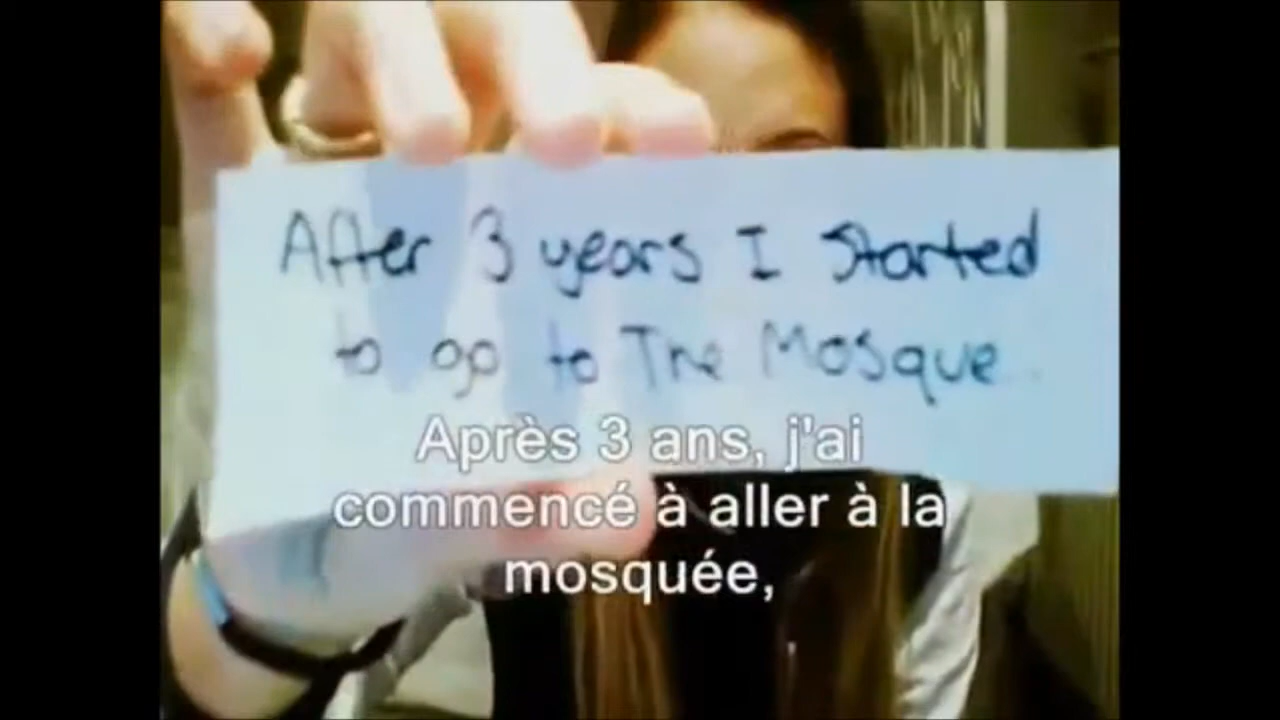 After 3 years I started
to go to The Mosque
Après 3 ans, j'ai
commencé à aller à la
mosquée,